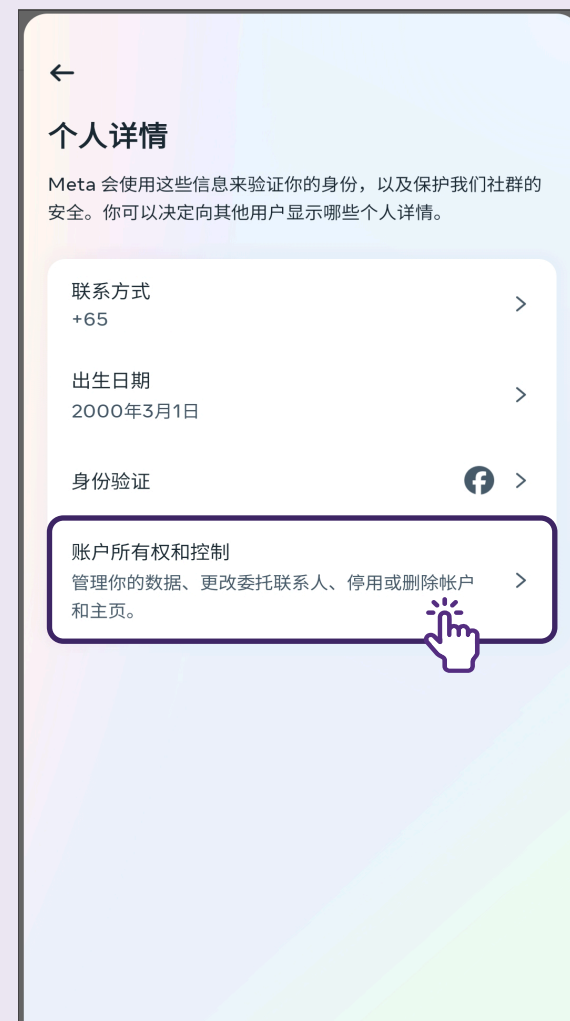 个人详情
Meta 会使用这些信息来验证你的身份，以及保护我们社群的
安全。你可以决定向其他用户显示哪些个人详情。
联系方式
+65
出生日期
2000年3月1日
身份验证
账户所有权和控制
管理你的数据、更改委托联系人、停用或删除帐户
和主页。